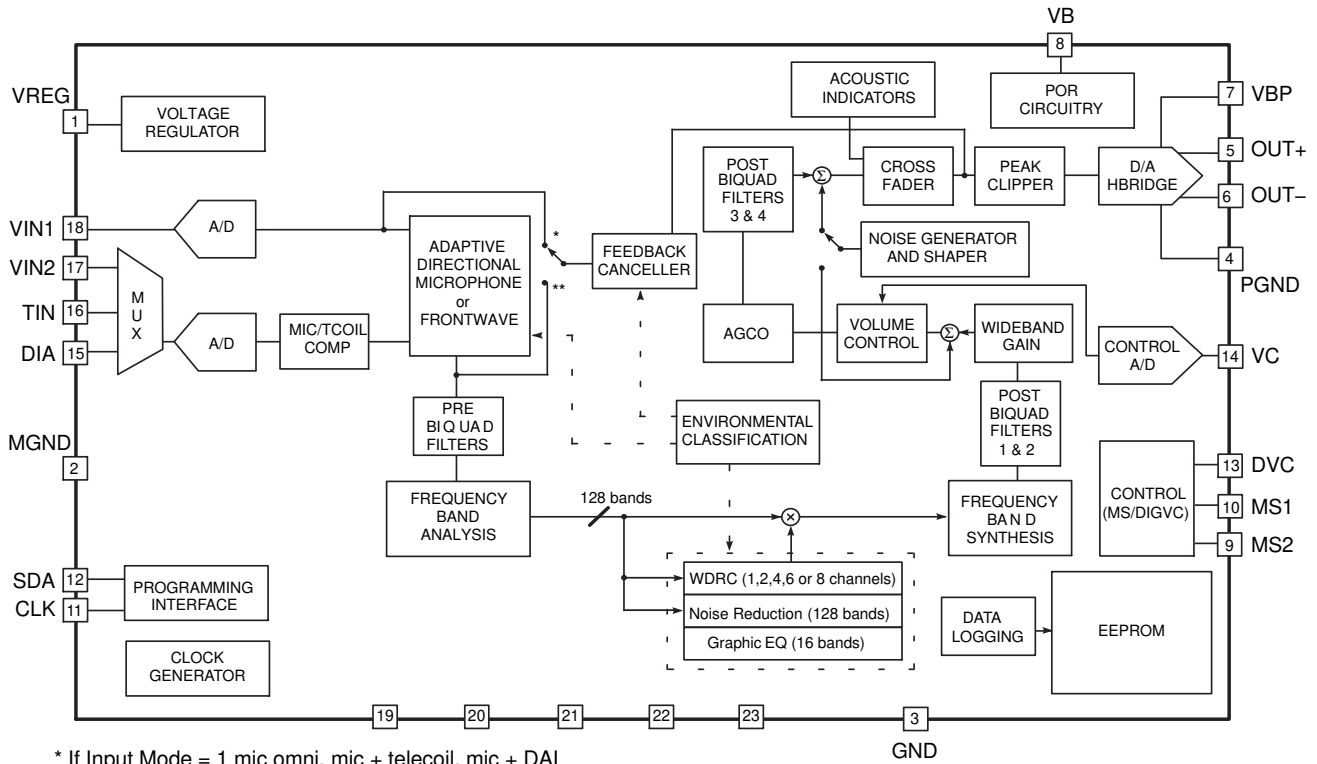 VB
8
VREG
1
VOLTAGE
REGULATOR
ACOUSTIC
INDICATORS
POR
CIRCUITRY
7
VBP
5
OUT+
6
OUT−
4
PGND
POST
BIQUAD
FILTERS
3 & 4
Σ
CROSS
FADER
PEAK
CLIPPER
D/A
HBRIDGE
VIN1
18
A/D
VIN2
17
TIN
16
DIA
15
M
U
X
A/D
MIC/TCOIL
COMP
ADAPTIVE
DIRECTIONAL
MICROPHONE
or
FRONTWAVE
*
**
FEEDBACK
CANCELLER
NOISE GENERATOR
AND SHAPER
AGCO
VOLUME
CONTROL
Σ
WIDEBAND
GAIN
CONTROL
A/D
14
VC
PRE
BIQUAD
FILTERS
ENVIRONMENTAL
CLASSIFICATION
POST
BIQUAD
FILTERS
1 & 2
MGND
2
FREQUENCY
BAND
ANALYSIS
128 bands
×
FREQUENCY
BAND
SYNTHESIS
CONTROL
(MS/DIGVC)
13
DVC
10
MS1
9
MS2
SDA
12
CLK
11
PROGRAMMING
INTERFACE
WDRC (1,2,4,6 or 8 channels)
Noise Reduction (128 bands)
Graphic EQ (16 bands)
DATA
LOGGING
EEPROM
CLOCK
GENERATOR
19
20
21
22
23
3
GND
* If Input Mode = 1 mic omni, mic + telecoil, mic + DAI